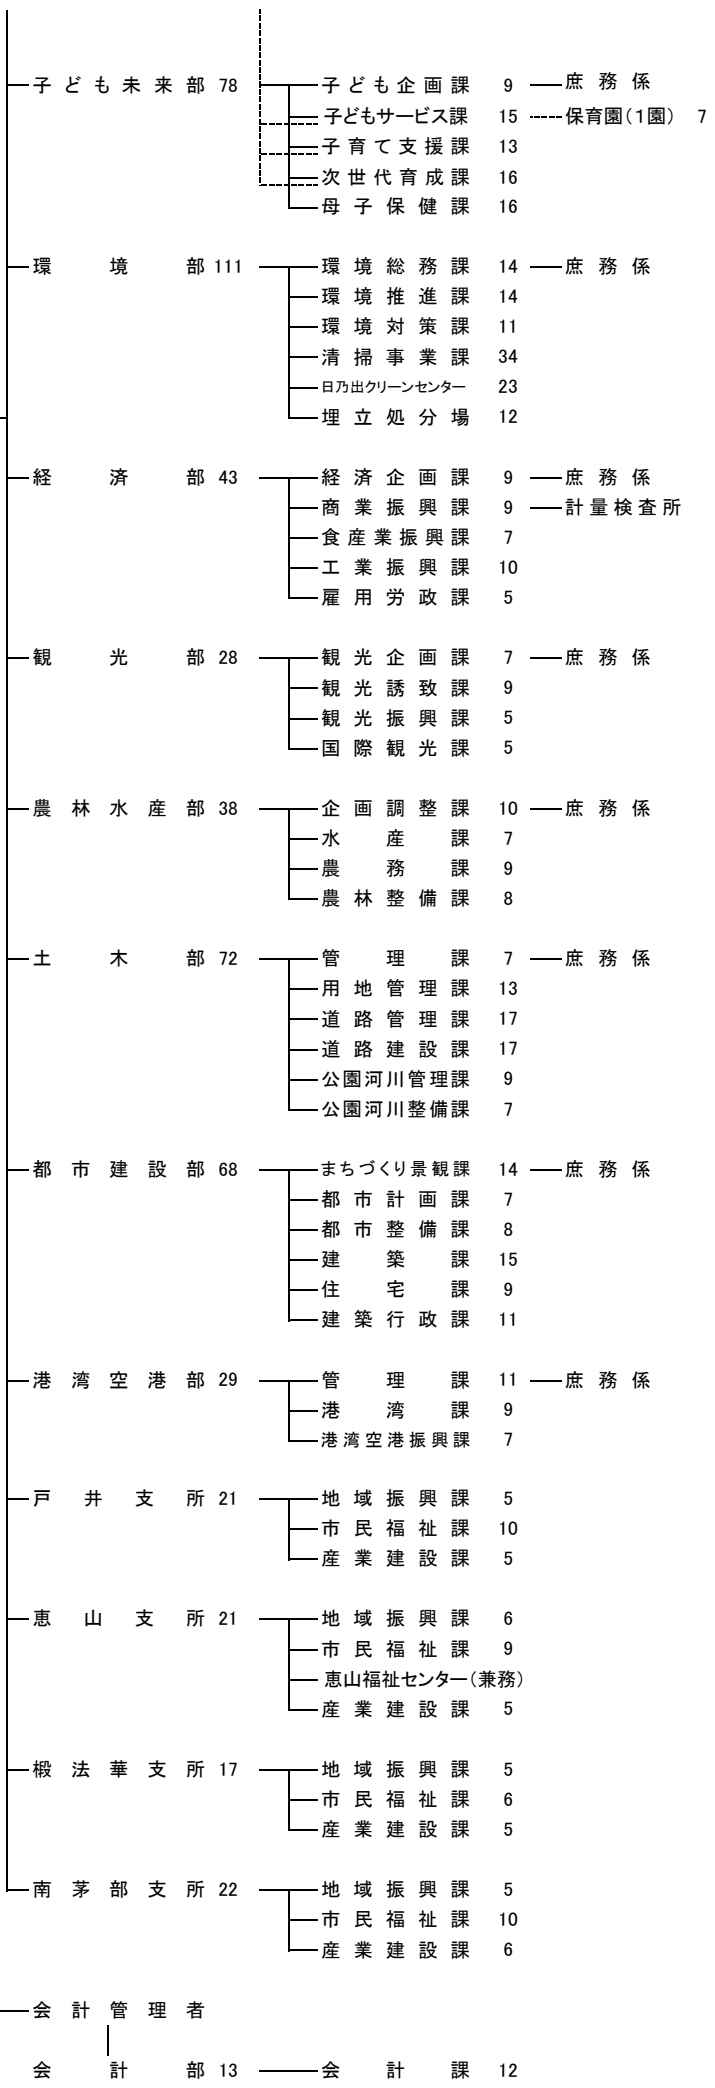 子ども未来部 78 子ども企画課 9 庶務係
子どもサービス課 15 保育園(1園) 7
子育て支援課 13
次世代育成課 16
母子保健課 16
環境部 111 環境総務課 14 庶務係
環境推進課 14
環境対策課 11
清掃事業課 34
日乃出クリーンセンター 23
埋立処分場 12
経済部 43 経済企画課 9 庶務係
商業振興課 9 計量検査所
食産業振興課 7
工業振興課 10
雇用労政課 5
観光部 28 観光企画課 7 庶務係
観光誘致課 9
観光振興課 5
国際観光課 5
農林水産部 38 企画調整課 10 庶務係
水産課 7
農務課 9
農林整備課 8
土木部 72 管理課 7 庶務係
用地管理課 13
道路管理課 17
道路建設課 17
公園河川管理課 9
公園河川整備課 7
都市建設部 68 まちづくり景観課 14 庶務係
都市計画課 7
都市整備課 8
建築課 15
住宅課 9
建築行政課 11
港湾空港部 29 管理課 11 庶務係
港湾課 9
港湾空港振興課 7
戸井支所 21 地域振興課 5
市民福祉課 10
産業建設課 5
恵山支所 21 地域振興課 6
市民福祉課 9
恵山福祉センター(兼務)
産業建設課 5
椴法華支所 17 地域振興課 5
市民福祉課 6
産業建設課 5
南茅部支所 22 地域振興課 5
市民福祉課 10
産業建設課 6
会計管理者
会計部 13 会計課 12